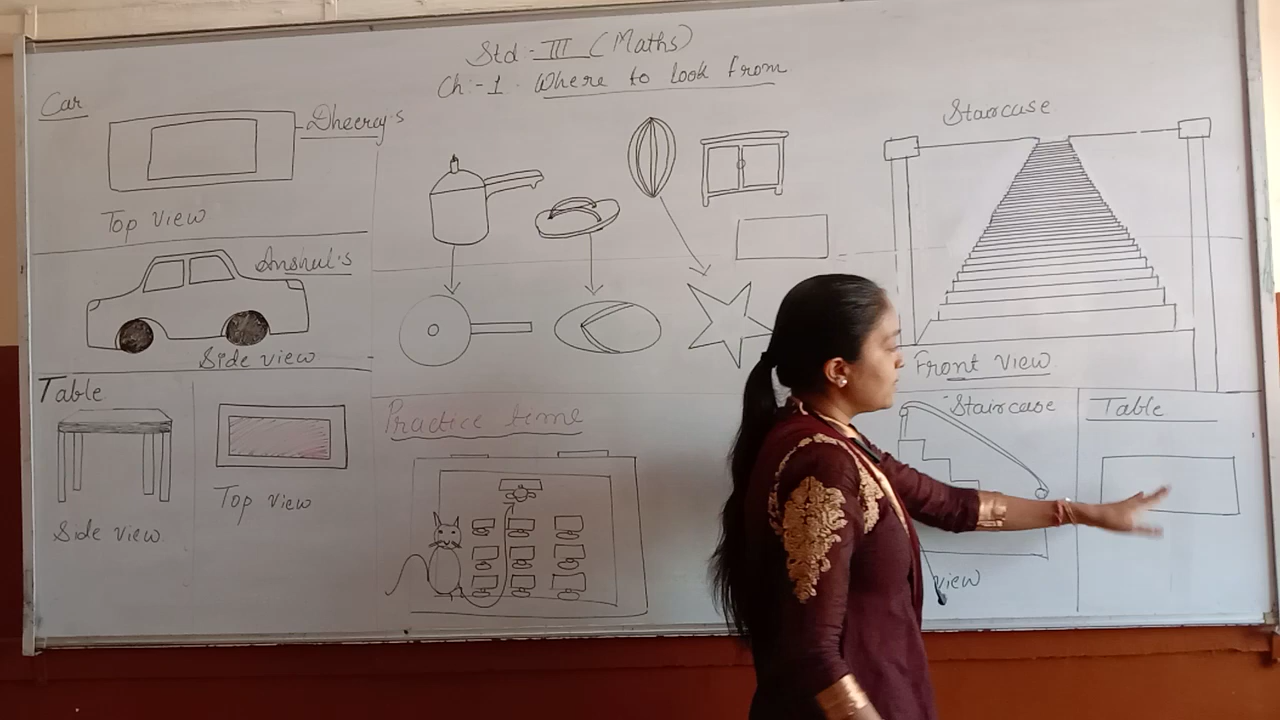 Std:- III (Maths)
Ch:-1. Where to look from
Car
Dheeraj's
Top View
Anshul's
Side view
Table
Side view
Top view
Practice time
Staircase
Front view
Staircase
view
Table